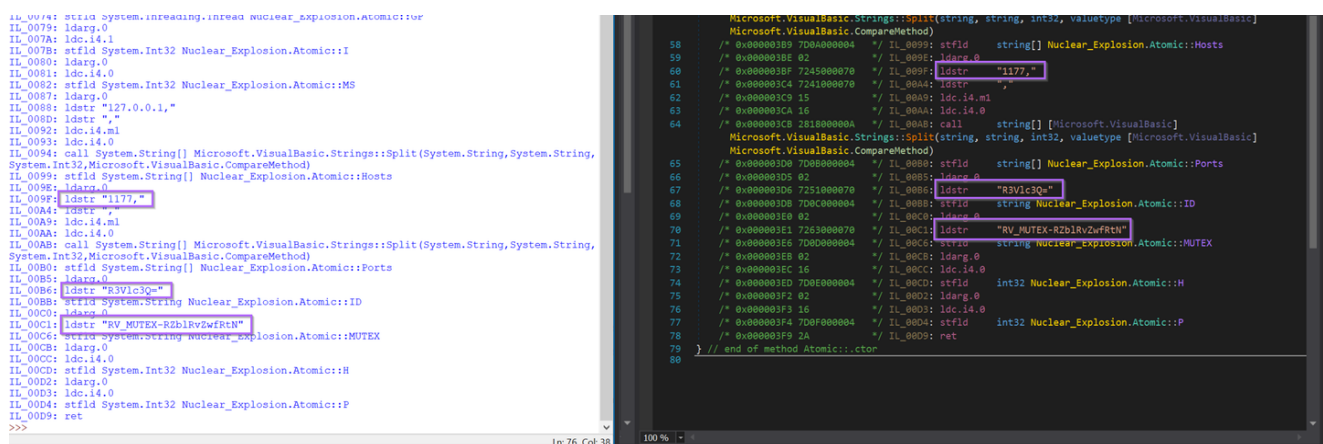 IL_0074: stfld System.Threading.Thread Nuclear_Explosion.Atomic::GP
IL_0079: ldarg.0
IL_007A: ldc.i4.1
IL_007B: stfld System.Int32 Nuclear_Explosion.Atomic::I
IL_0080: ldarg.0
IL_0081: ldc.i4.0
IL_0082: stfld System.Int32 Nuclear_Explosion.Atomic::MS
IL_0087: ldarg.0
IL_0088: ldstr "127.0.0.1,"
IL_008D: ldstr ","
IL_0092: ldc.i4.m1
IL_0093: ldc.i4.0
IL_0094: call System.String[] Microsoft.VisualBasic.Strings::Split(System.String,System.String,
System.Int32,Microsoft.VisualBasic.CompareMethod)
IL_0099: stfld System.String[] Nuclear_Explosion.Atomic::Hosts
IL_009E: ldarg.0
IL_009F: ldstr "1177,"
IL_00A4: ldstr ","
IL_00A9: ldc.i4.m1
IL_00AA: ldc.i4.0
IL_00AB: call System.String[] Microsoft.VisualBasic.Strings::Split(System.String,System.String,
System.Int32,Microsoft.VisualBasic.CompareMethod)
IL_00B0: stfld System.String[] Nuclear_Explosion.Atomic::Ports
IL_00B5: ldarg.0
IL_00B6: ldstr "R3Vlc3Q="
IL_00BB: stfld System.String Nuclear_Explosion.Atomic::ID
IL_00C0: ldarg.0
IL_00C1: ldstr "RV_MUTEX-RZblRvZwfRtN"
IL_00C6: stfld System.String Nuclear_Explosion.Atomic::MUTEX
IL_00CB: ldarg.0
IL_00CC: ldc.i4.0
IL_00CD: stfld System.Int32 Nuclear_Explosion.Atomic::H
IL_00D2: ldarg.0
IL_00D3: ldc.i4.0
IL_00D4: stfld System.Int32 Nuclear_Explosion.Atomic::P
IL_00D9: ret
>>>
Ln: 76 Col: 38
Microsoft.VisualBasic.Strings::Split(string, string, int32, valuetype [Microsoft.VisualBasic]
Microsoft.VisualBasic.CompareMethod)
58 /* 0x000003B9 7D0A000004 */ IL_0099: stfld string[] Nuclear_Explosion.Atomic::Hosts
59 /* 0x000003BE 02 */ IL_009E: ldarg.0
60 /* 0x000003BF 7245000070 */ IL_009F: ldstr "1177,"
61 /* 0x000003C4 7241000070 */ IL_00A4: ldstr ","
62 /* 0x000003C9 15 */ IL_00A9: ldc.i4.m1
63 /* 0x000003CA 16 */ IL_00AA: ldc.i4.0
64 /* 0x000003CB 281800000A */ IL_00AB: call string[] [Microsoft.VisualBasic]
Microsoft.VisualBasic.Strings::Split(string, string, int32, valuetype [Microsoft.VisualBasic]
Microsoft.VisualBasic.CompareMethod)
65 /* 0x000003D0 7D0B000004 */ IL_00B0: stfld string[] Nuclear_Explosion.Atomic::Ports
66 /* 0x000003D5 02 */ IL_00B5: ldarg.0
67 /* 0x000003D6 7251000070 */ IL_00B6: ldstr "R3Vlc3Q="
68 /* 0x000003DB 7D0C000004 */ IL_00BB: stfld string Nuclear_Explosion.Atomic::ID
69 /* 0x000003E0 02 */ IL_00C0: ldarg.0
70 /* 0x000003E1 7263000070 */ IL_00C1: ldstr "RV_MUTEX-RZblRvZwfRtN"
71 /* 0x000003E6 7D0D000004 */ IL_00C6: stfld string Nuclear_Explosion.Atomic::MUTEX
72 /* 0x000003EB 02 */ IL_00CB: ldarg.0
73 /* 0x000003EC 16 */ IL_00CC: ldc.i4.0
74 /* 0x000003ED 7D0E000004 */ IL_00CD: stfld int32 Nuclear_Explosion.Atomic::H
75 /* 0x000003F2 02 */ IL_00D2: ldarg.0
76 /* 0x000003F3 16 */ IL_00D3: ldc.i4.0
77 /* 0x000003F4 7D0F000004 */ IL_00D4: stfld int32 Nuclear_Explosion.Atomic::P
78 /* 0x000003F9 2A */ IL_00D9: ret
79 } // end of method Atomic::.ctor
80
100 %